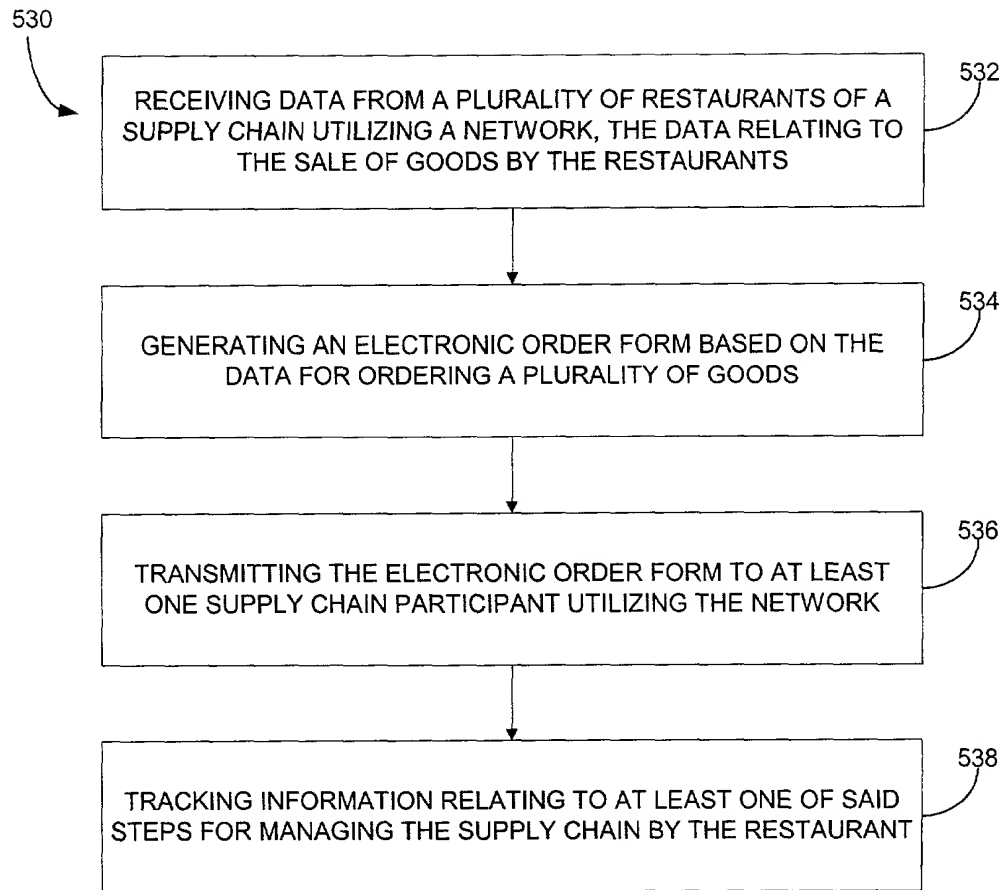 530
532
RECEIVING DATA FROM A PLURALITY OF RESTAURANTS OF A
SUPPLY CHAIN UTILIZING A NETWORK, THE DATA RELATING TO
THE SALE OF GOODS BY THE RESTAURANTS
534
GENERATING AN ELECTRONIC ORDER FORM BASED ON THE
DATA FOR ORDERING A PLURALITY OF GOODS
536
TRANSMITTING THE ELECTRONIC ORDER FORM TO AT LEAST
ONE SUPPLY CHAIN PARTICIPANT UTILIZING THE NETWORK
538
TRACKING INFORMATION RELATING TO AT LEAST ONE OF SAID
STEPS FOR MANAGING THE SUPPLY CHAIN BY THE RESTAURANT